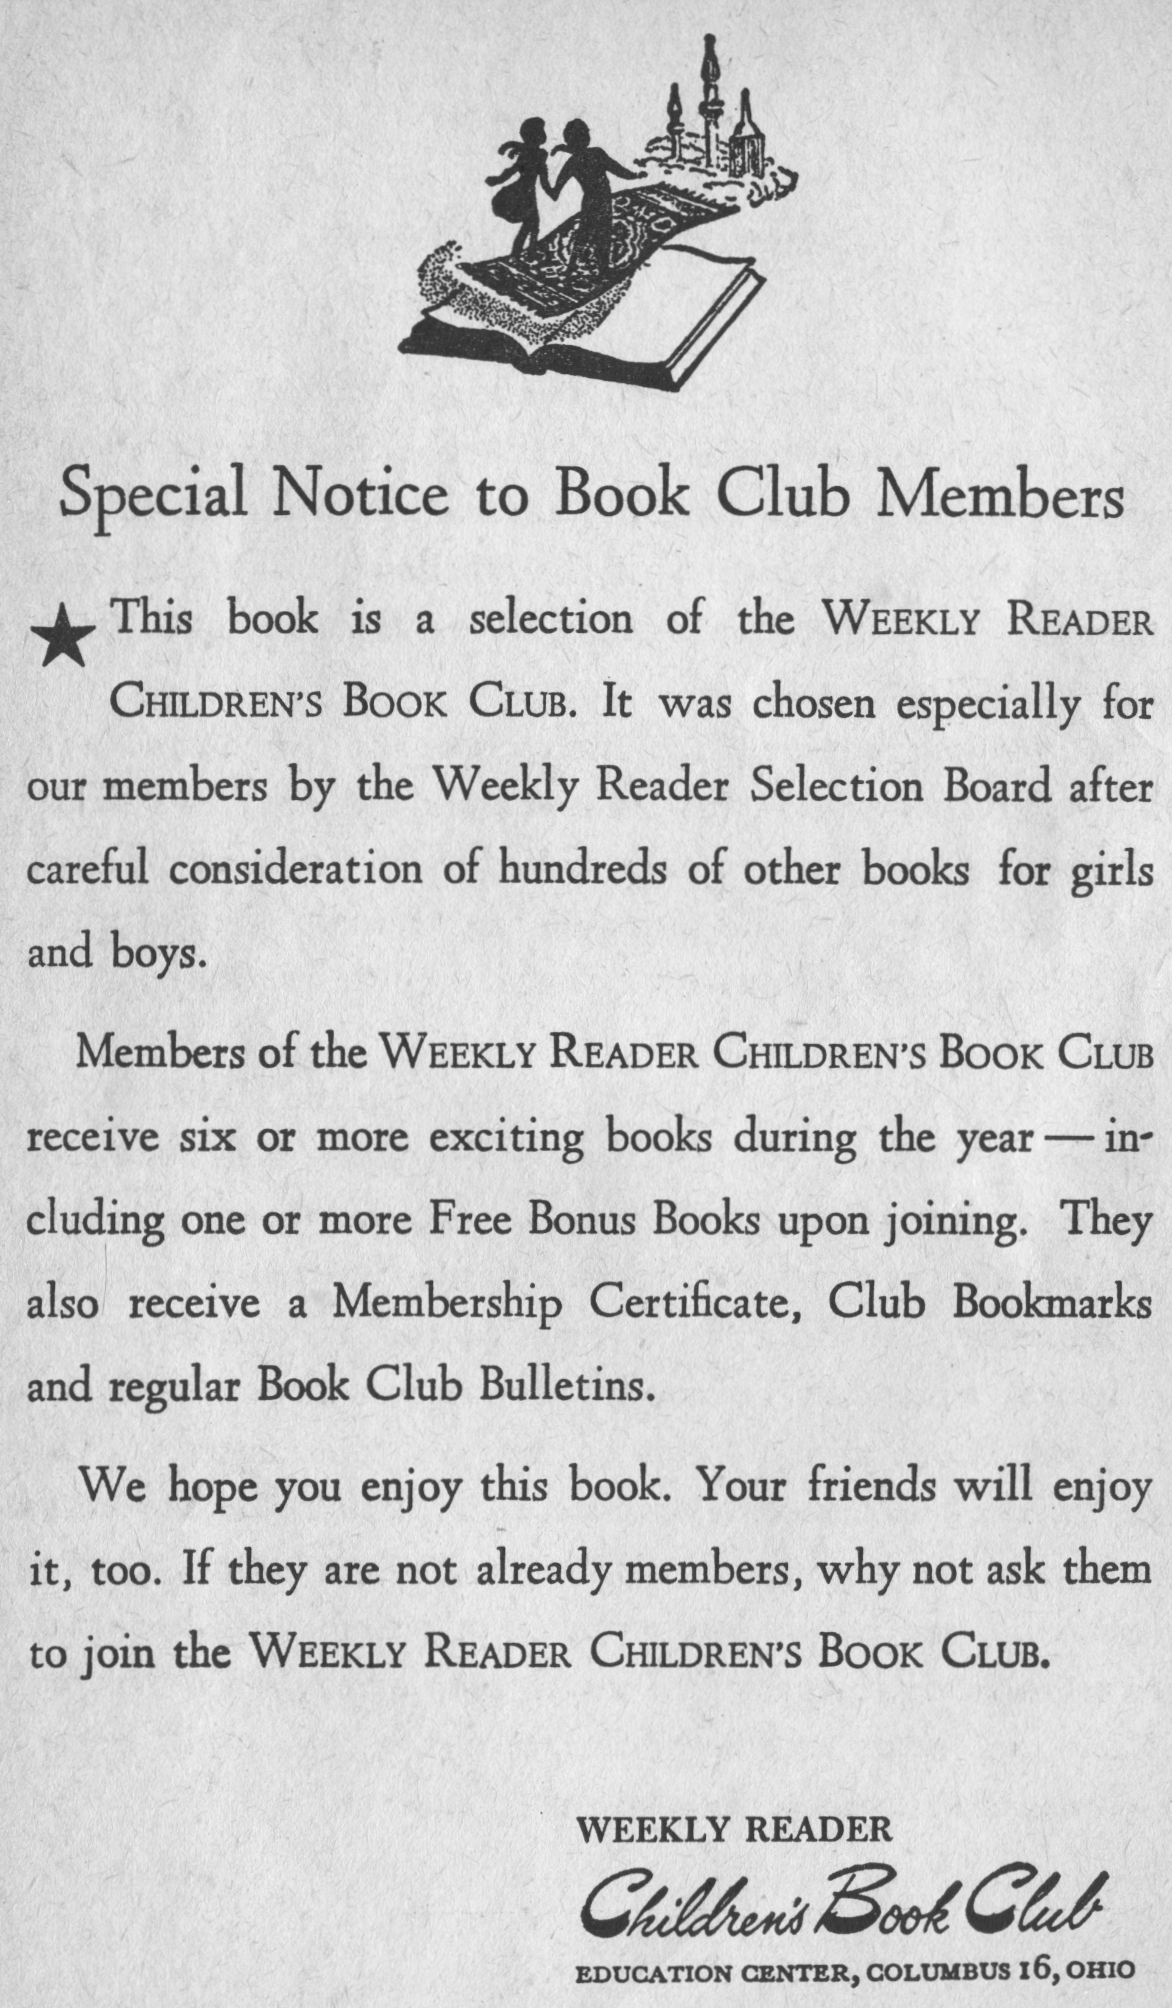 Special Notice to Book Club Members
★ This book is a selection of the WEEKLY READER
CHILDREN'S BOOK CLUB. It was chosen especially for
our members by the Weekly Reader Selection Board after
careful consideration of hundreds of other books for girls
and boys.
Members of the WEEKLY READER CHILDREN'S BOOK CLUB
receive six or more exciting books during the year — in-
cluding one or more Free Bonus Books upon joining. They
also receive a Membership Certificate, Club Bookmarks
and regular Book Club Bulletins.
We hope you enjoy this book. Your friends will enjoy
it, too. If they are not already members, why not ask them
to join the WEEKLY READER CHILDREN'S BOOK CLUB.
WEEKLY READER
Children's Book Club
EDUCATION CENTER, COLUMBUS 16, OHIO